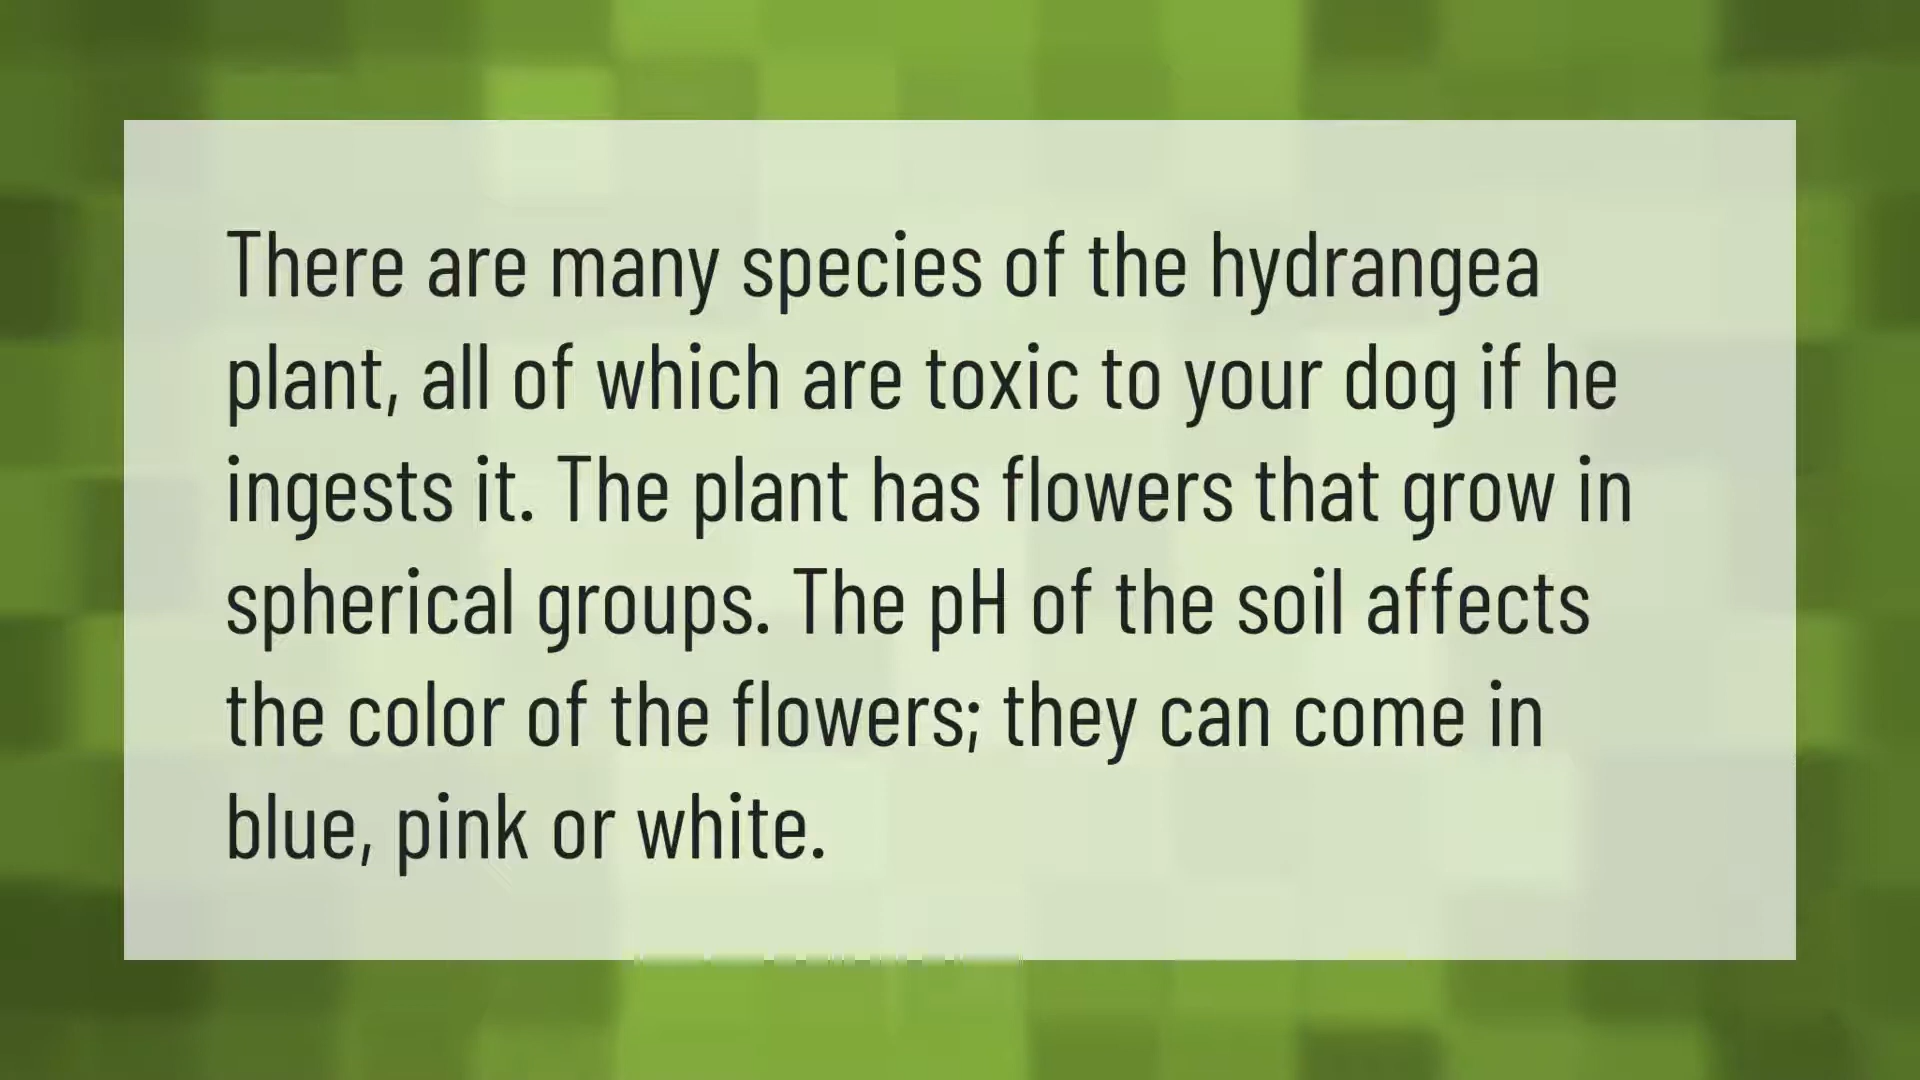 There are many species of the hydrangea
plant, all of which are toxic to your dog if he
ingests it. The plant has flowers that grow in
spherical groups. The pH of the soil affects
the color of the flowers; they can come in
blue, pink or white.